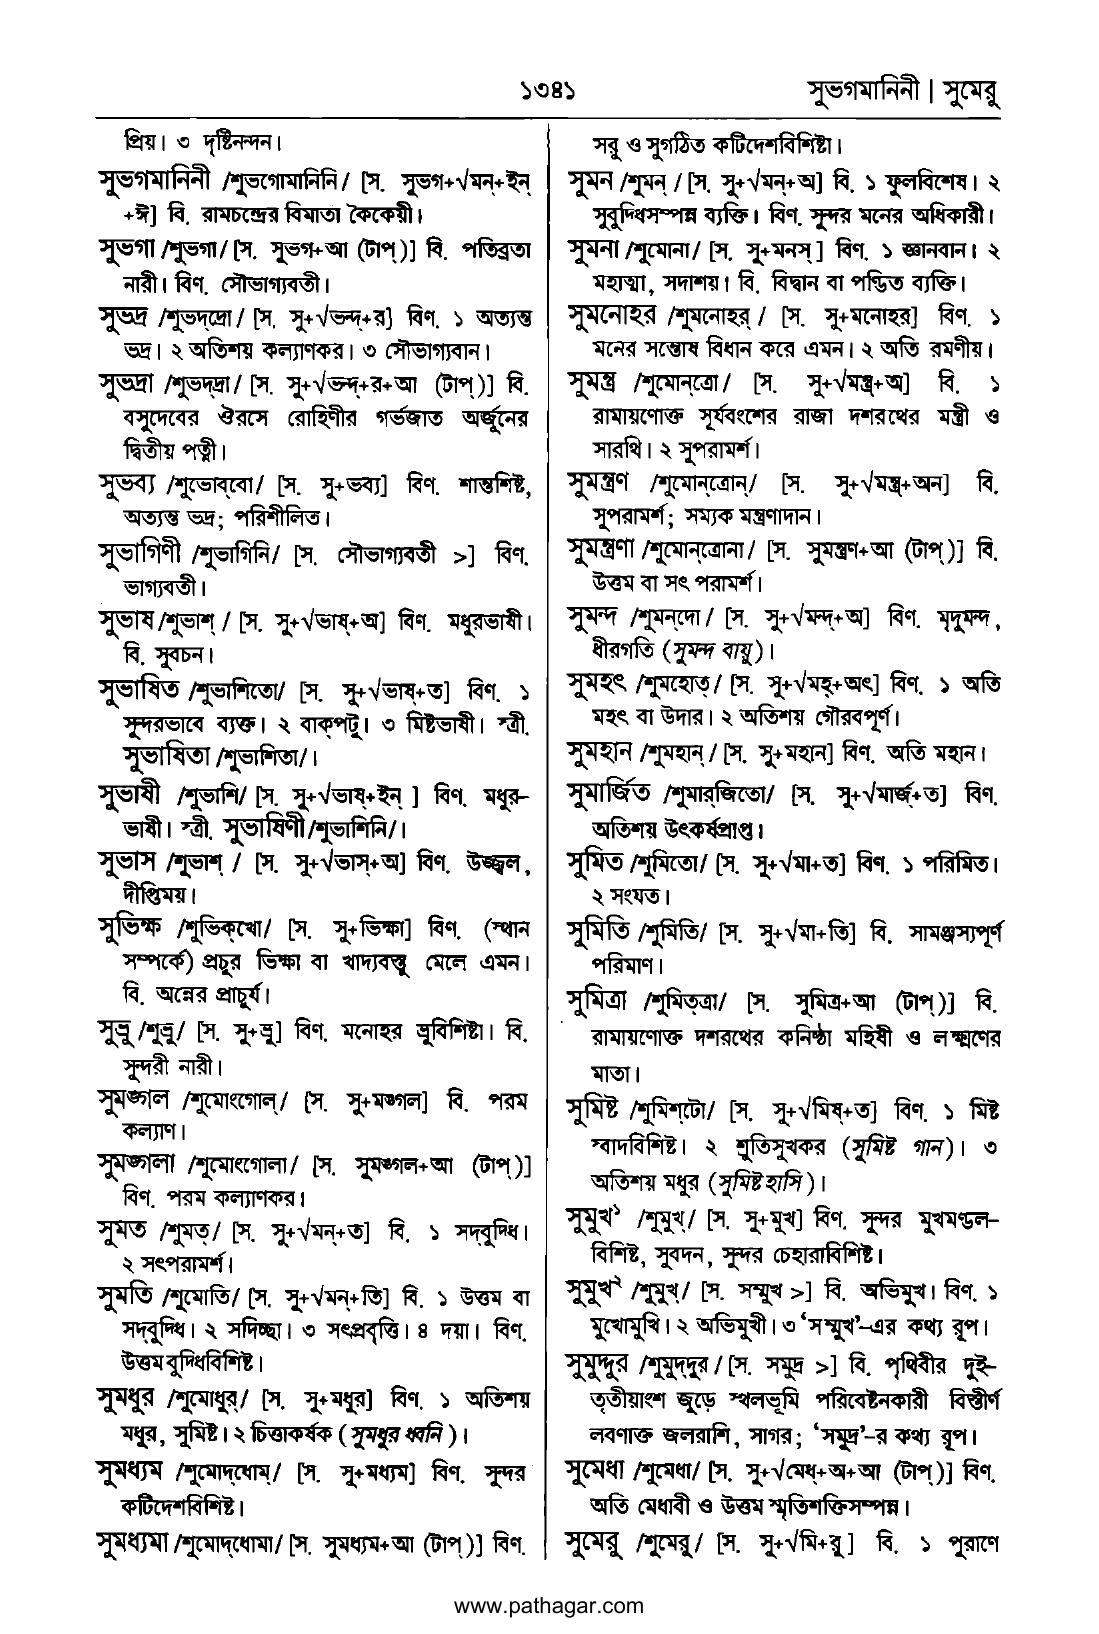 ১৩৪১
সুভগমানিনী | সুমেরু
প্রিয়। ৩ দৃষ্টিনন্দন।
সুভগমানিনী /শুভগোমানিনি/ [স. সুভগ+√মন্+ইন্
+ঈ] বি. রামচন্দ্রের বিমাতা কৈকেয়ী।
সুভগা /শুভগা/ [স. সুভগ+আ (টাপ্)] বি. পতিব্রতা
নারী। বিণ. সৌভাগ্যবতী।
সুভদ্র /শুভদ্‌দ্রো/ [স. সু+√ভন্দ্+র] বিণ. ১ অত্যন্ত
ভদ্র। ২ অতিশয় কল্যাণকর। ৩ সৌভাগ্যবান।
সুভদ্রা /শুভদ্‌দ্রা/ [স. সু+√ভন্দ্+র+আ (টাপ্)] বি.
বসুদেবের ঔরসে রোহিণীর গর্ভজাত অর্জুনের
দ্বিতীয় পত্নী।
সুভব্য /শুভোব্‌বো/ [স. সু+ভব্য] বিণ. শান্তশিষ্ট,
অত্যন্ত ভদ্র; পরিশীলিত।
সুভাগিণী /শুভাগিনি/ [স. সৌভাগ্যবতী >] বিণ.
ভাগ্যবতী।
সুভাষ /শুভাশ্/ [স. সু+√ভাষ্+অ] বিণ. মধুরভাষী।
বি. সুবচন।
সুভাষিত /শুভাশিতো/ [স. সু+√ভাষ্+ত] বিণ. ১
সুন্দরভাবে ব্যক্ত। ২ বাক্‌পটু। ৩ মিষ্টভাষী। স্ত্রী.
সুভাষিতা /শুভাশিতা/।
সুভাষী /শুভাশি/ [স. সু+√ভাষ্+ইন্] বিণ. মধুর-
ভাষী। স্ত্রী. সুভাষিণী /শুভাশিনি/।
সুভাস /শুভাশ্/ [স. সু+√ভাস্+অ] বিণ. উজ্জ্বল,
দীপ্তিময়।
সুভিক্ষ /শুভিক্‌খো/ [স. সু+ভিক্ষা] বিণ. (স্থান
সম্পর্কে) প্রচুর ভিক্ষা বা খাদ্যবস্তু মেলে এমন।
বি. অন্নের প্রাচুর্য।
সুভ্রূ /শুভ্রু/ [স. সু+ভ্রূ] বিণ. মনোহর ভ্রূবিশিষ্টা। বি.
সুন্দরী নারী।
সুমঙ্গল /শুমোংগোল্/ [স. সু+মঙ্গল] বি. পরম
কল্যাণ।
সুমঙ্গলা /শুমোংগোলা/ [স. সুমঙ্গল+আ (টাপ্)]
বিণ. পরম কল্যাণকর।
সুমত /শুমত্/ [স. সু+√মন্+ত] বি. ১ সদ্‌বুদ্ধি।
২ সৎপরামর্শ।
সুমতি /শুমোতি/ [স. সু+√মন্+তি] বি. ১ উত্তম বা
সদ্‌বুদ্ধি। ২ সদিচ্ছা। ৩ সৎপ্রবৃত্তি। ৪ দয়া। বিণ.
উত্তম বুদ্ধিবিশিষ্ট।
সুমধুর /শুমোধুর্/ [স. সু+মধুর] বিণ. ১ অতিশয়
মধুর, সুমিষ্ট। ২ চিত্তাকর্ষক (সুমধুর ধ্বনি)।
সুমধ্যম /শুমোদ্‌ধোম্/ [স. সু+মধ্যম] বিণ. সুন্দর
কটিদেশবিশিষ্ট।
সুমধ্যমা /শুমোদ্‌ধোমা/ [স. সুমধ্যম+আ (টাপ্)] বিণ.
সরু ও সুগঠিত কটিদেশবিশিষ্টা।
সুমন /শুমন্/ [স. সু+√মন্+অ] বি. ১ ফুলবিশেষ। ২
সুবুদ্ধিসম্পন্ন ব্যক্তি। বিণ. সুন্দর মনের অধিকারী।
সুমনা /শুমোনা/ [স. সু+মনস্] বিণ. ১ জ্ঞানবান। ২
মহাত্মা, সদাশয়। বি. বিদ্বান বা পণ্ডিত ব্যক্তি।
সুমনোহর /শুমনোহর্/ [স. সু+মনোহর] বিণ. ১
মনের সন্তোষ বিধান করে এমন। ২ অতি রমণীয়।
সুমন্ত্র /শুমোন্‌ত্রো/ [স. সু+√মন্ত্র্+অ] বি. ১
রামায়ণোক্ত সূর্যবংশের রাজা দশরথের মন্ত্রী ও
সারথি। ২ সুপরামর্শ।
সুমন্ত্রণ /শুমোন্‌ত্রোন্/ [স. সু+√মন্ত্র্+অন] বি.
সুপরামর্শ; সম্যক মন্ত্রণাদান।
সুমন্ত্রণা /শুমোন্‌ত্রোনা/ [স. সুমন্ত্রণ+আ (টাপ্)] বি.
উত্তম বা সৎ পরামর্শ।
সুমন্দ /শুমন্‌দো/ [স. সু+√মন্দ্+অ] বিণ. মৃদুমন্দ,
ধীরগতি (সুমন্দ বায়ু)।
সুমহৎ /শুমহোত্/ [স. সু+√মহ্+অৎ] বিণ. ১ অতি
মহৎ বা উদার। ২ অতিশয় গৌরবপূর্ণ।
সুমহান /শুমহান্/ [স. সু+মহান] বিণ. অতি মহান।
সুমার্জিত /শুমার্‌জিতো/ [স. সু+√মার্জ্+ত] বিণ.
অতিশয় উৎকর্ষপ্রাপ্ত।
সুমিত /শুমিতো/ [স. সু+√মা+ত] বিণ. ১ পরিমিত।
২ সংযত।
সুমিতি /শুমিতি/ [স. সু+√মা+তি] বি. সামঞ্জস্যপূর্ণ
পরিমাণ।
সুমিত্রা /শুমিত্‌ত্রা/ [স. সুমিত্র+আ (টাপ্)] বি.
রামায়ণোক্ত দশরথের কনিষ্ঠা মহিষী ও লক্ষ্মণের
মাতা।
সুমিষ্ট /শুমিশ্‌টো/ [স. সু+√মিষ্+ত] বিণ. ১ মিষ্ট
স্বাদবিশিষ্ট। ২ শ্রুতিসুখকর (সুমিষ্ট গান)। ৩
অতিশয় মধুর (সুমিষ্ট হাসি)।
সুমুখ১ /শুমুখ্/ [স. সু+মুখ] বিণ. সুন্দর মুখমণ্ডল-
বিশিষ্ট, সুবদন, সুন্দর চেহারাবিশিষ্ট।
সুমুখ২ /শুমুখ্/ [স. সম্মুখ >] বি. অভিমুখ। বিণ. ১
মুখোমুখি। ২ অভিমুখী। ৩ ‘সম্মুখ’-এর কথ্য রূপ।
সুমুদ্দুর /শুমুদ্‌দুর/ [স. সমুদ্র >] বি. পৃথিবীর দুই-
তৃতীয়াংশ জুড়ে স্থলভূমি পরিবেষ্টনকারী বিস্তীর্ণ
লবণাক্ত জলরাশি, সাগর; ‘সমুদ্র’-র কথ্য রূপ।
সুমেধা /শুমেধা/ [স. সু+√মেধ্+অ+আ (টাপ্)] বিণ.
অতি মেধাবী ও উত্তম স্মৃতিশক্তিসম্পন্ন।
সুমেরু /শুমেরু/ [স. সু+√মি+রু] বি. ১ পুরাণে
www.pathagar.com